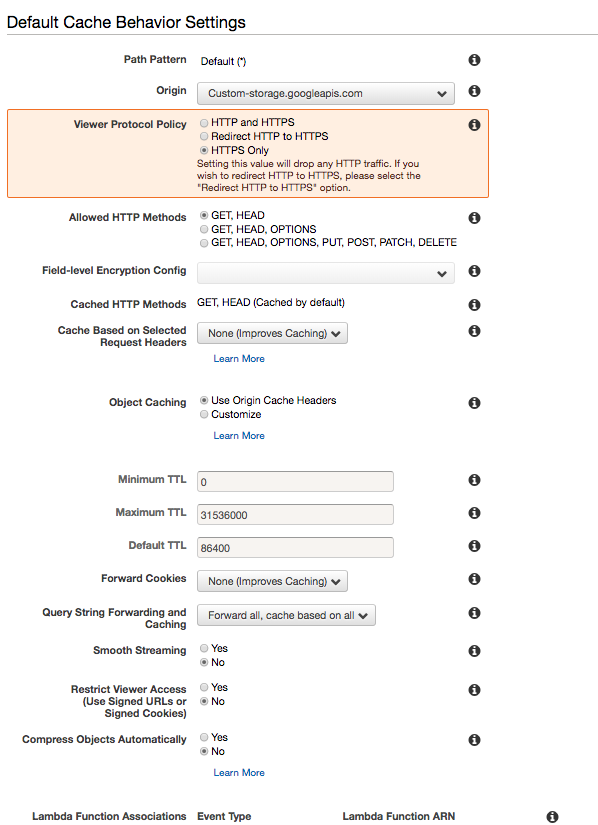 Default Cache Behavior Settings
Path Pattern Default (*)
Origin Custom-storage.googleapis.com
Viewer Protocol Policy HTTP and HTTPS
Redirect HTTP to HTTPS
HTTPS Only
Setting this value will drop any HTTP traffic. If you
wish to redirect HTTP to HTTPS, please select the
"Redirect HTTP to HTTPS" option.
Allowed HTTP Methods GET, HEAD
GET, HEAD, OPTIONS
GET, HEAD, OPTIONS, PUT, POST, PATCH, DELETE
Field-level Encryption Config
Cached HTTP Methods GET, HEAD (Cached by default)
Cache Based on Selected
Request Headers
None (Improves Caching)
Learn More
Object Caching Use Origin Cache Headers
Customize
Learn More
Minimum TTL 0
Maximum TTL 31536000
Default TTL 86400
Forward Cookies None (Improves Caching)
Query String Forwarding and
Caching
Forward all, cache based on all
Smooth Streaming Yes
No
Restrict Viewer Access
(Use Signed URLs or
Signed Cookies)
Yes
No
Compress Objects Automatically Yes
No
Learn More
Lambda Function Associations Event Type Lambda Function ARN